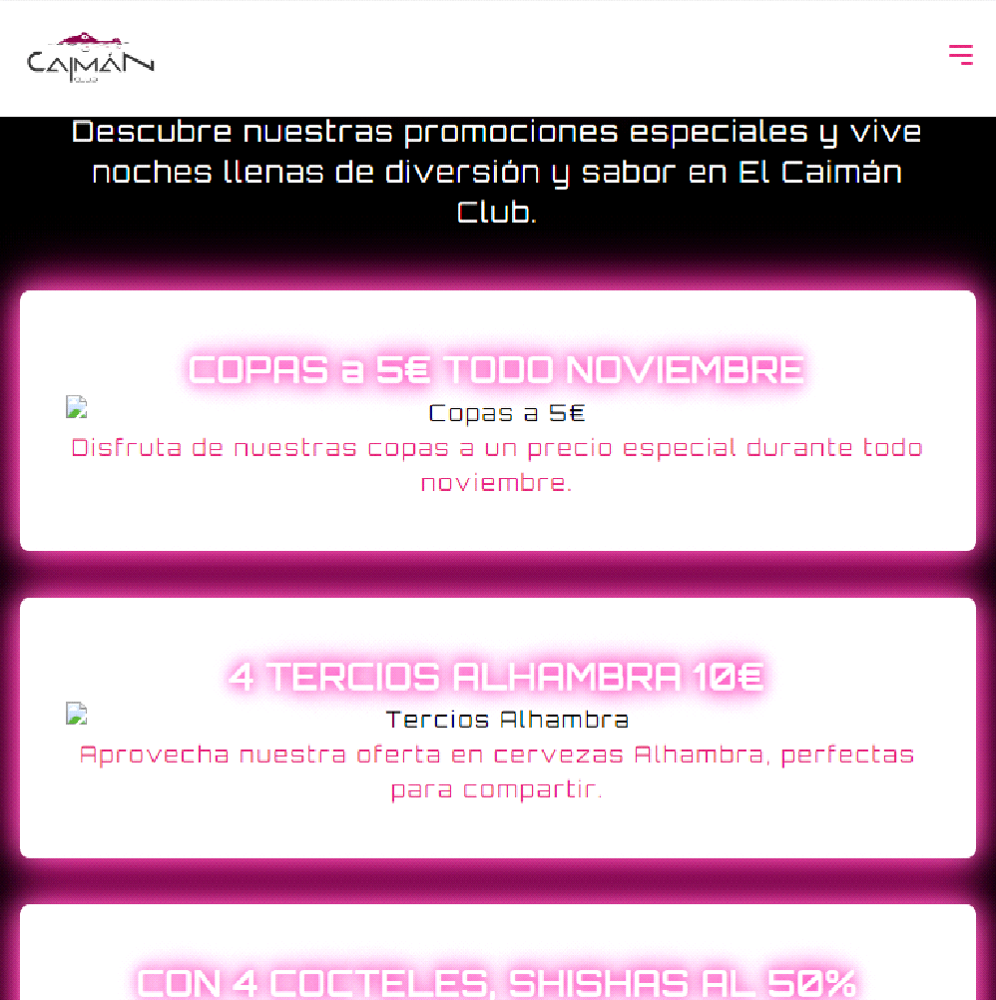 CAIMÁN
Descubre nuestras promociones especiales y vive
noches llenas de diversión y sabor en El Caimán
Club.
COPAS a 5€ TODO NOVIEMBRE
Copas a 5€
Disfruta de nuestras copas a un precio especial durante todo
noviembre.
4 TERCIOS ALHAMBRA 10€
Tercios Alhambra
Aprovecha nuestra oferta en cervezas Alhambra, perfectas
para compartir.
CON 4 COCTELES, SHISHAS AL 50%